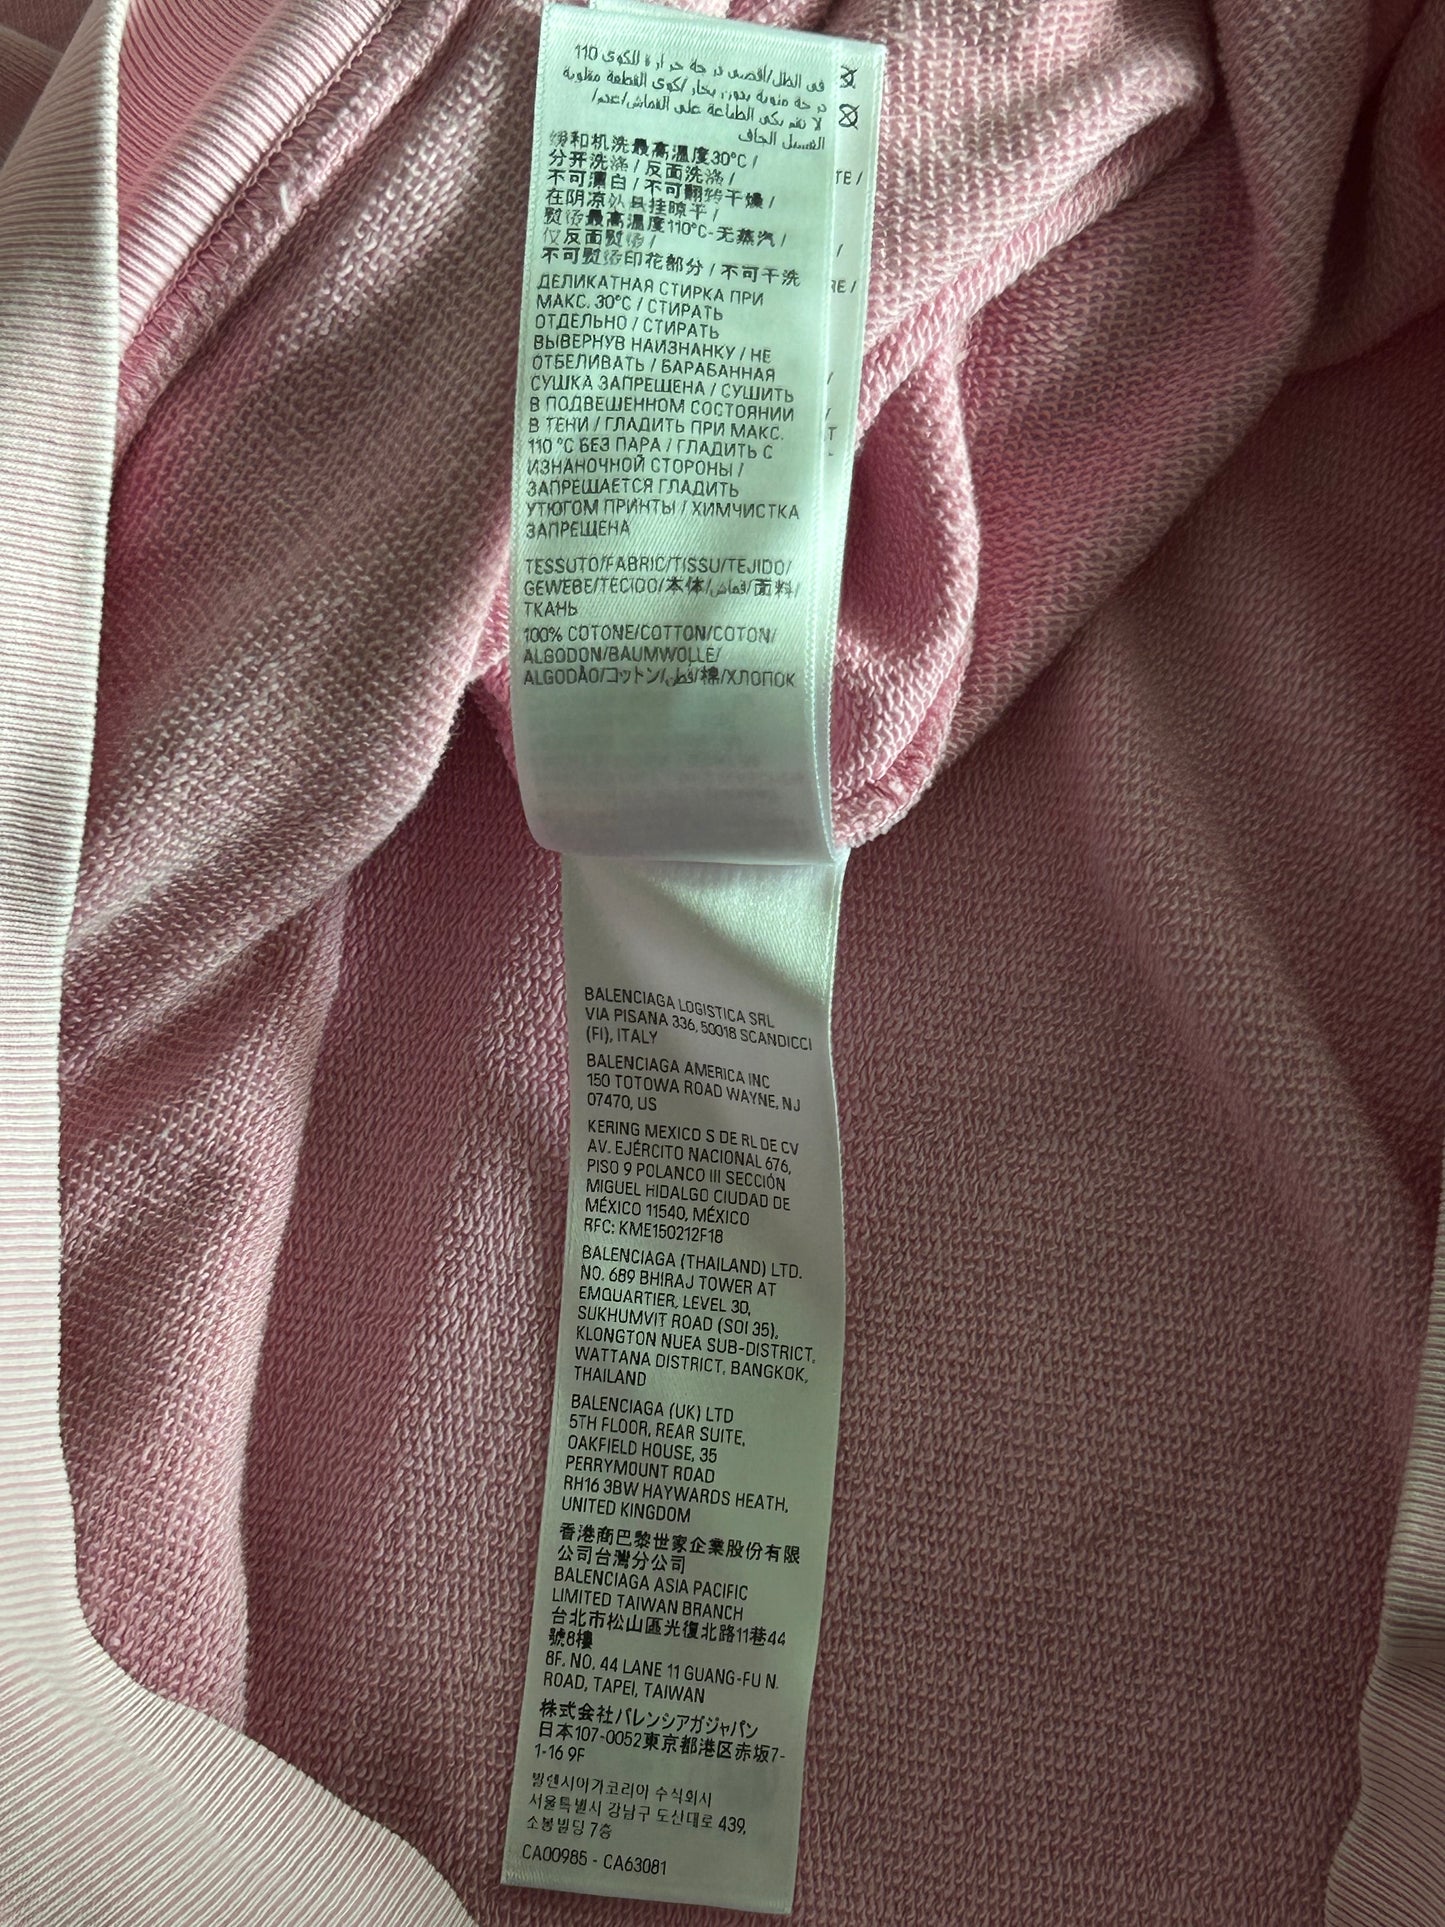 في الظل/أقصى درجة حرارة للكوي 110
درجة مئوية بدون بخار/كوي القطعة مقلوبة
لا تقم بكي الطباعة على القماش/عدم
الغسل الجاف
缓和机洗最高温度30°C /
分开洗涤 / 反面洗涤 /
不可漂白 / 不可翻转干燥 /
在阴凉处悬挂晾干 /
熨烫最高温度110°C-无蒸汽 /
仅反面熨烫 /
不可熨烫印花部分 / 不可干洗
ДЕЛИКАТНАЯ СТИРКА ПРИ
МАКС. 30°C / СТИРАТЬ
ОТДЕЛЬНО / СТИРАТЬ
ВЫВЕРНУВ НАИЗНАНКУ / НЕ
ОТБЕЛИВАТЬ / БАРАБАННАЯ
СУШКА ЗАПРЕЩЕНА / СУШИТЬ
В ПОДВЕШЕННОМ СОСТОЯНИИ
В ТЕНИ / ГЛАДИТЬ ПРИ МАКС.
110 °C БЕЗ ПАРА / ГЛАДИТЬ С
ИЗНАНОЧНОЙ СТОРОНЫ /
ЗАПРЕЩАЕТСЯ ГЛАДИТЬ
УТЮГОМ ПРИНТЫ / ХИМЧИСТКА
ЗАПРЕЩЕНА
TESSUTO/FABRIC/TISSU/TEJIDO/
GEWEBE/TECIDO/本体/قماش/面料/
ТКАНЬ
100% COTONE/COTTON/COTON/
ALGODON/BAUMWOLLE/
ALGODÃO/コットン/قطن/棉/ХЛОПОК
TE /
/
RE /
BALENCIAGA LOGISTICA SRL
VIA PISANA 336, 50018 SCANDICCI
(FI), ITALY
BALENCIAGA AMERICA INC
150 TOTOWA ROAD WAYNE, NJ
07470, US
KERING MEXICO S DE RL DE CV
AV. EJÉRCITO NACIONAL 676,
PISO 9 POLANCO III SECCIÓN
MIGUEL HIDALGO CIUDAD DE
MÉXICO 11540, MÉXICO
RFC: KME150212F18
BALENCIAGA (THAILAND) LTD.
NO. 689 BHIRAJ TOWER AT
EMQUARTIER, LEVEL 30,
SUKHUMVIT ROAD (SOI 35),
KLONGTON NUEA SUB-DISTRICT,
WATTANA DISTRICT, BANGKOK,
THAILAND
BALENCIAGA (UK) LTD
5TH FLOOR, REAR SUITE,
OAKFIELD HOUSE, 35
PERRYMOUNT ROAD
RH16 3BW HAYWARDS HEATH,
UNITED KINGDOM
香港商巴黎世家企業股份有限
公司台灣分公司
BALENCIAGA ASIA PACIFIC
LIMITED TAIWAN BRANCH
台北市松山區光復北路11巷44
號8樓
8F. NO. 44 LANE 11 GUANG-FU N.
ROAD, TAPEI, TAIWAN
株式会社バレンシアガジャパン
日本107-0052東京都港区赤坂7-
1-16 9F
발렌시아가코리아 수식회시
서울특별시 강남구 도산대로 439,
소봉빌딩 7층
CA00985 - CA63081